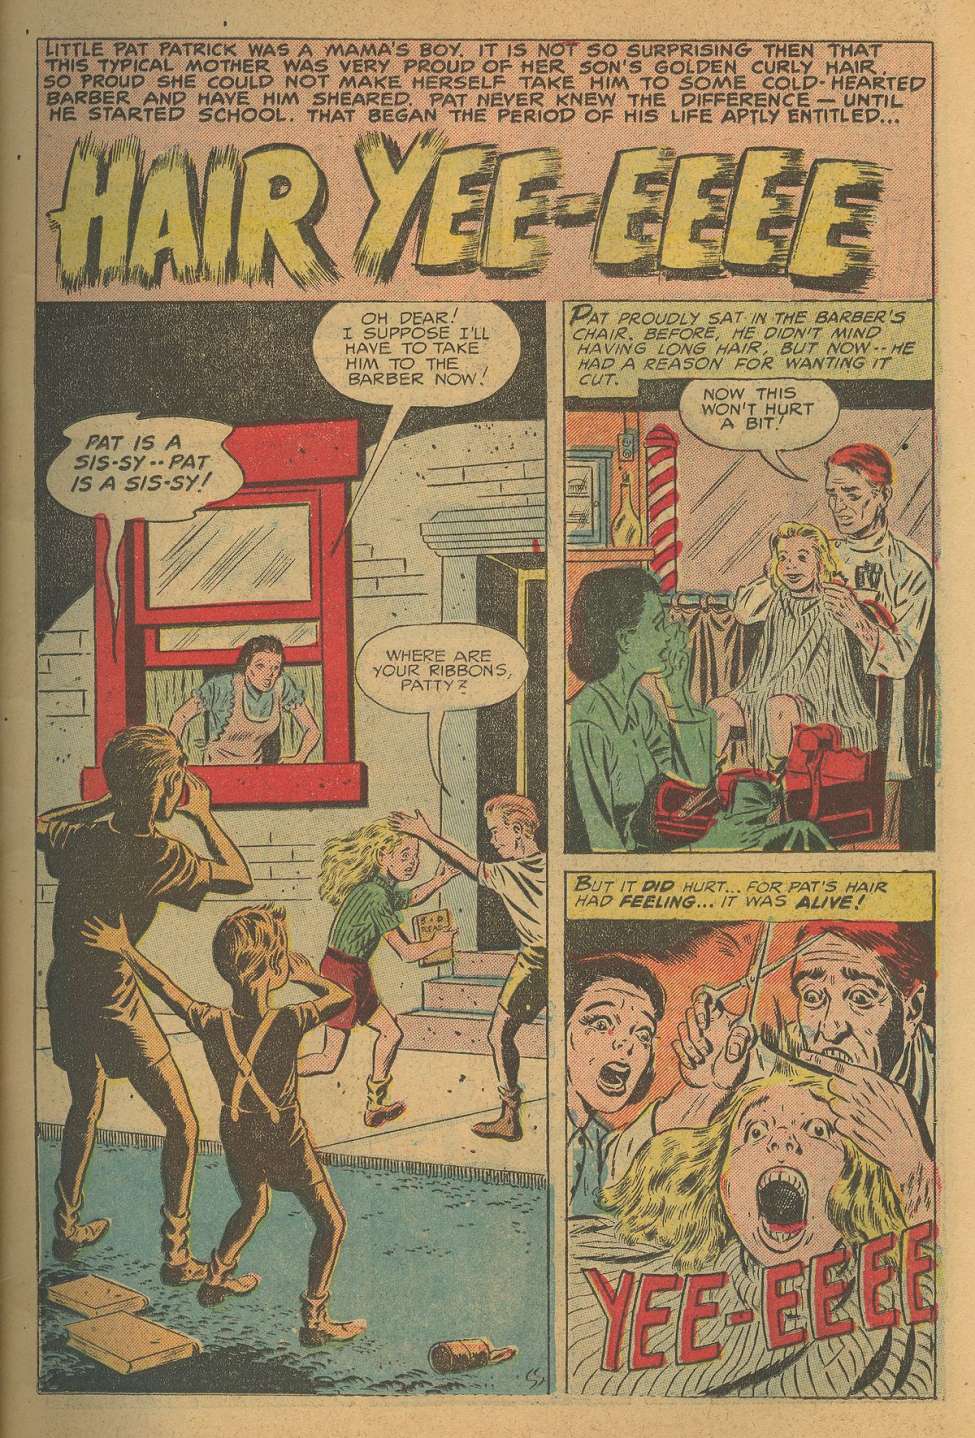 LITTLE PAT PATRICK WAS A MAMA'S BOY. IT IS NOT SO SURPRISING THEN THAT
THIS TYPICAL MOTHER WAS VERY PROUD OF HER SON'S GOLDEN CURLY HAIR,
SO PROUD SHE COULD NOT MAKE HERSELF TAKE HIM TO SOME COLD-HEARTED
BARBER AND HAVE HIM SHEARED. PAT NEVER KNEW THE DIFFERENCE — UNTIL
HE STARTED SCHOOL. THAT BEGAN THE PERIOD OF HIS LIFE APTLY ENTITLED...
HAIR YEE-EEEE
OH DEAR!
I SUPPOSE I'LL
HAVE TO TAKE
HIM TO THE
BARBER NOW!
PAT IS A
SIS-SY--PAT
IS A SIS-SY!
WHERE ARE
YOUR RIBBONS,
PATTY?
READ
PAT PROUDLY SAT IN THE BARBER'S
CHAIR. BEFORE, HE DIDN'T MIND
HAVING LONG HAIR, BUT NOW--HE
HAD A REASON FOR WANTING IT
CUT.
NOW THIS
WON'T HURT
A BIT!
BUT IT DID HURT... FOR PAT'S HAIR
HAD FEELING... IT WAS ALIVE!
YEE-EEEE